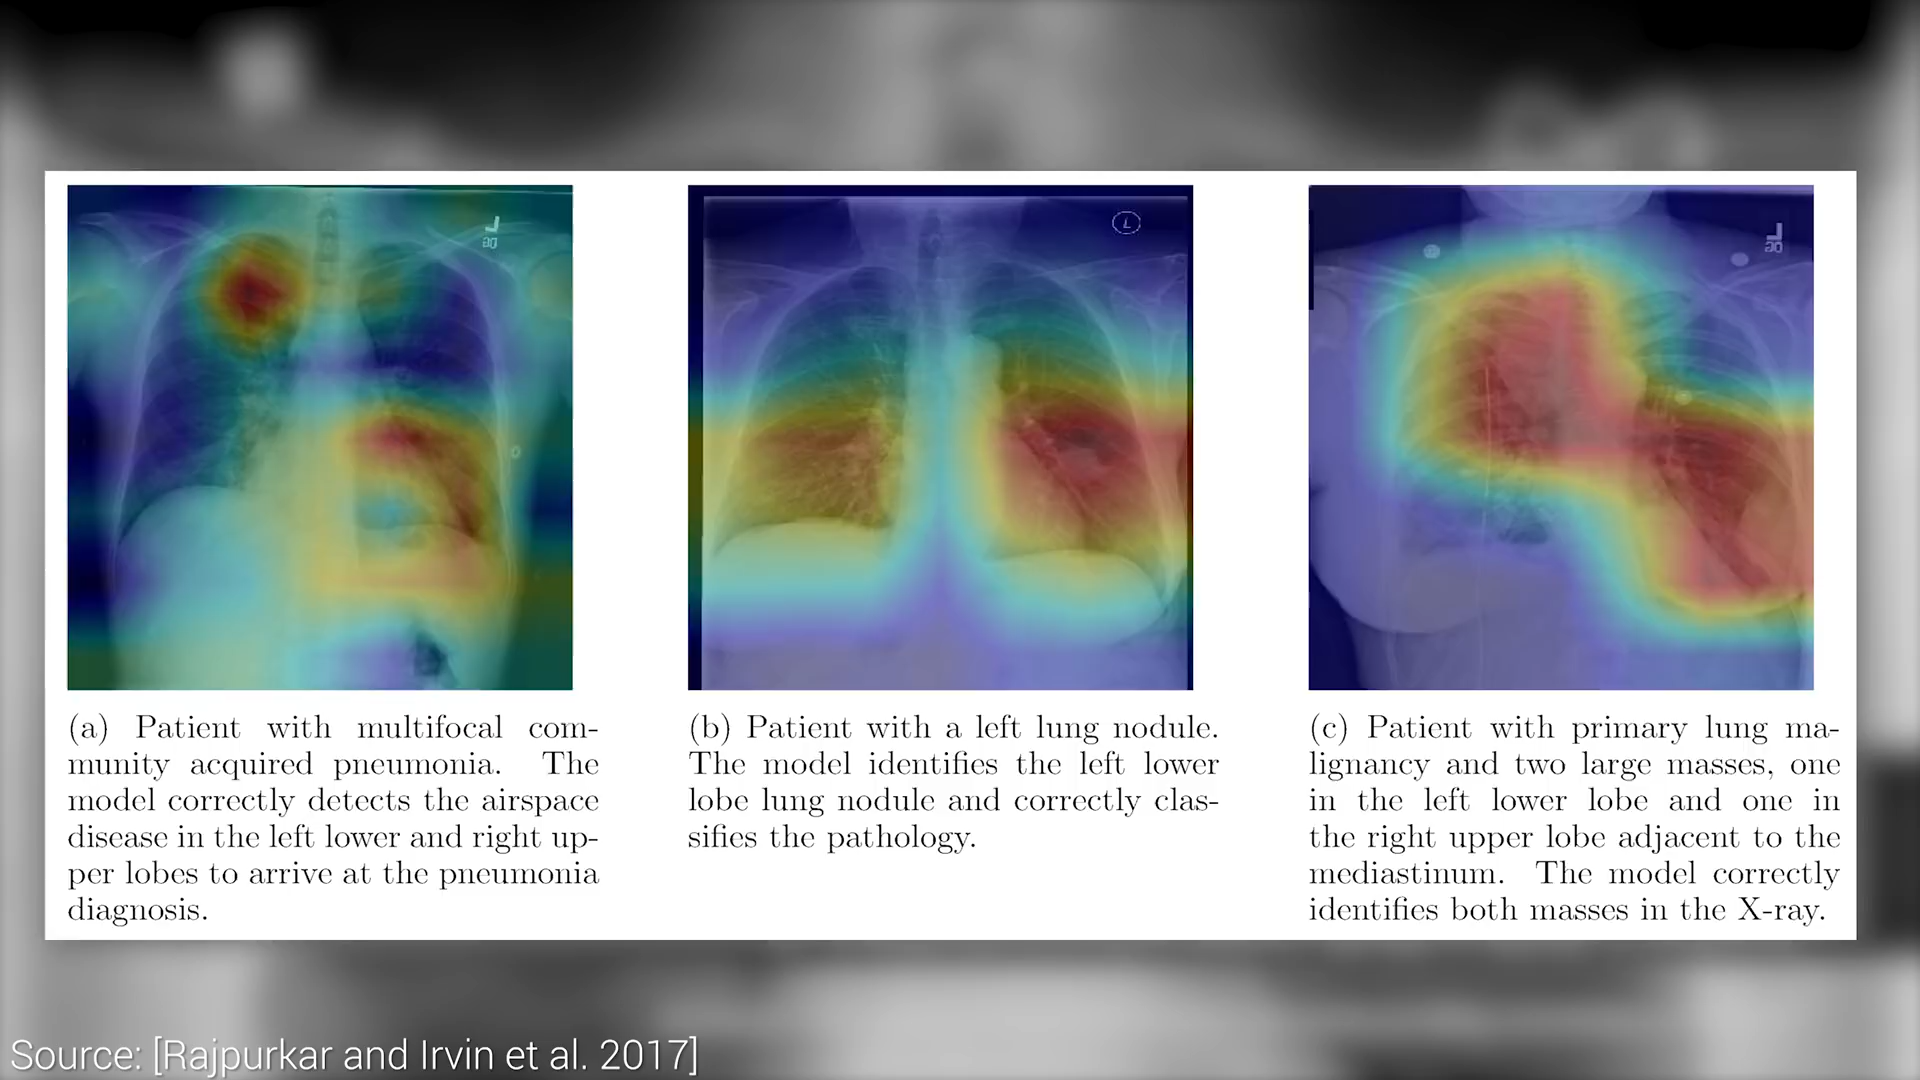 L
DG
L
L
DG
(a) Patient with multifocal com-
munity acquired pneumonia. The
model correctly detects the airspace
disease in the left lower and right up-
per lobes to arrive at the pneumonia
diagnosis.
(b) Patient with a left lung nodule.
The model identifies the left lower
lobe lung nodule and correctly clas-
sifies the pathology.
(c) Patient with primary lung ma-
lignancy and two large masses, one
in the left lower lobe and one in
the right upper lobe adjacent to the
mediastinum. The model correctly
identifies both masses in the X-ray.
Source: [Rajpurkar and Irvin et al. 2017]